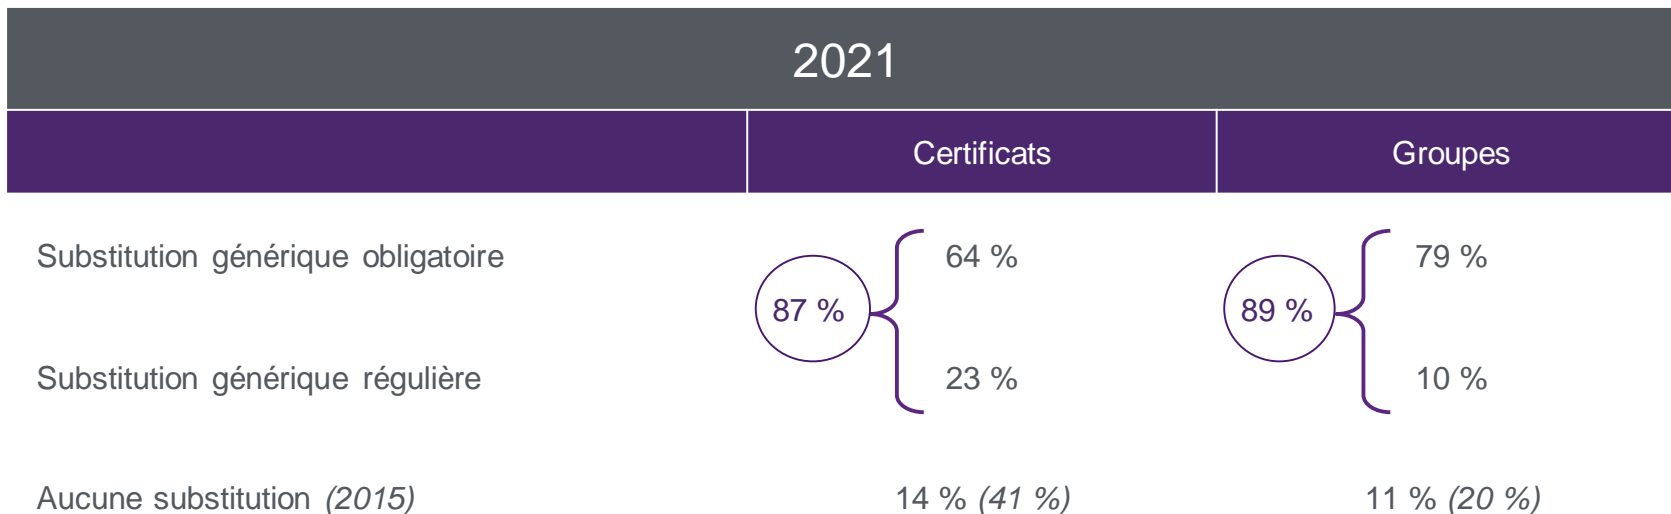 2021
Certificats Groupes
Substitution générique obligatoire 64 % 79 %
87 % 89 %
Substitution générique régulière 23 % 10 %
Aucune substitution (2015) 14 % (41 %) 11 % (20 %)